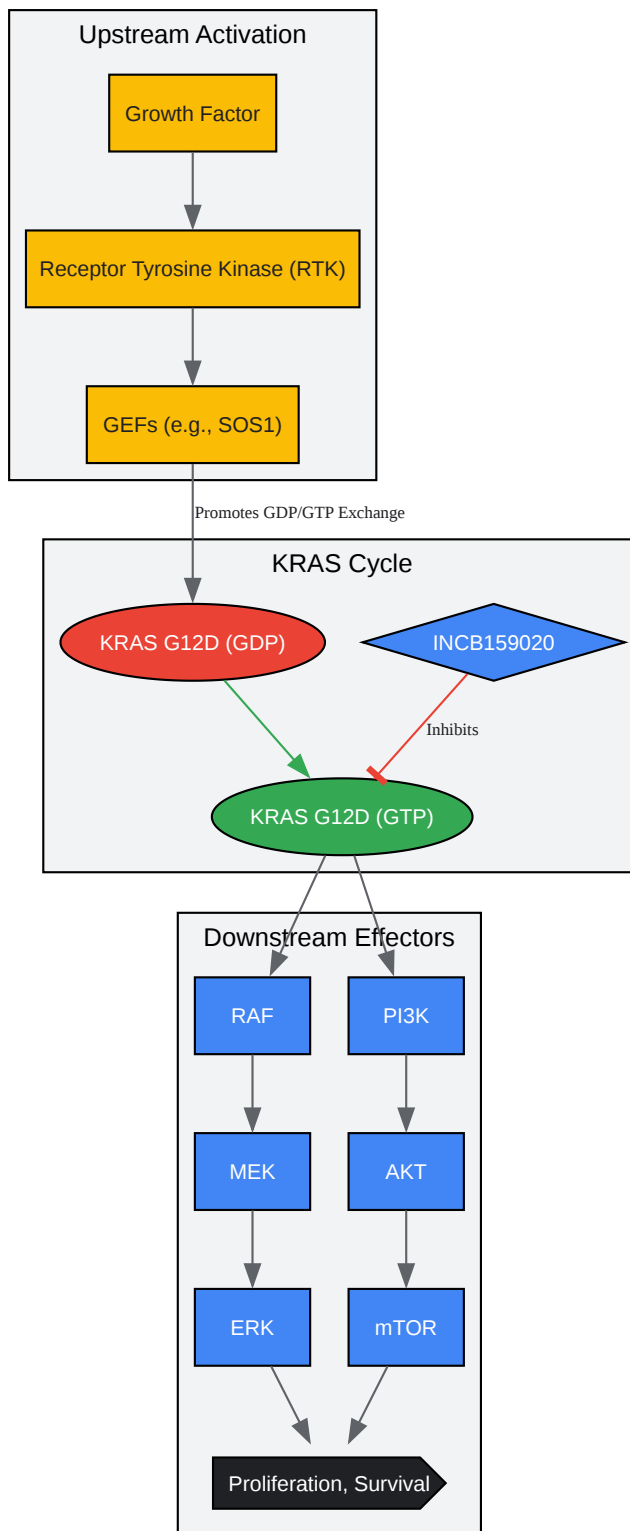 Upstream Activation
Growth Factor
Receptor Tyrosine Kinase (RTK)
GEFs (e.g., SOS1)
Promotes GDP/GTP Exchange
KRAS Cycle
KRAS G12D (GDP)
INCB159020
Inhibits
KRAS G12D (GTP)
Downstream Effectors
RAF
PI3K
MEK
AKT
ERK
mTOR
Proliferation, Survival